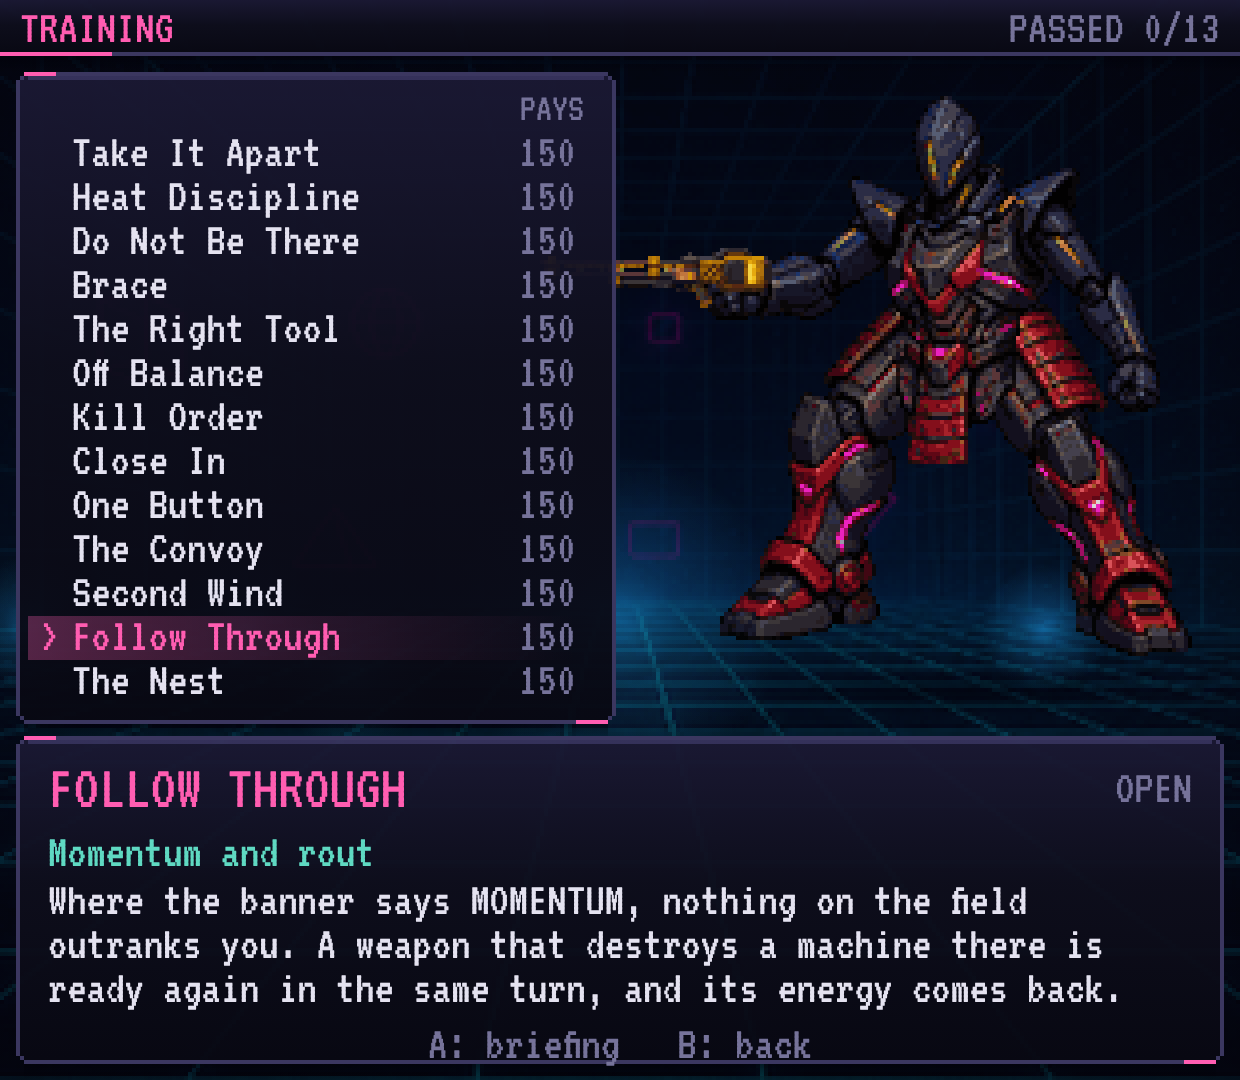 TRAINING
PASSED 0/13
PAYS
Take It Apart 150
Heat Discipline 150
Do Not Be There 150
Brace 150
The Right Tool 150
Off Balance 150
Kill Order 150
Close In 150
One Button 150
The Convoy 150
Second Wind 150
> Follow Through 150
The Nest 150
FOLLOW THROUGH
OPEN
Momentum and rout
Where the banner says MOMENTUM, nothing on the field
outranks you. A weapon that destroys a machine there is
ready again in the same turn, and its energy comes back.
A: briefing B: back